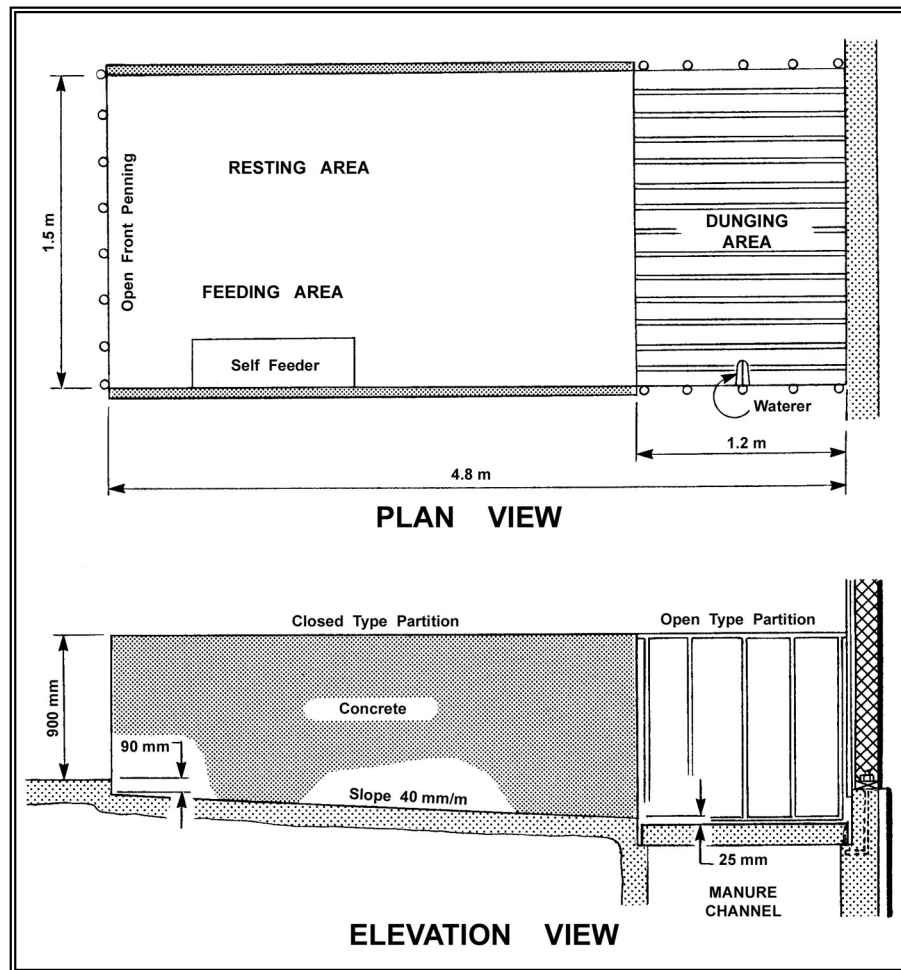 1.5 m
Open Front Penning
RESTING AREA
FEEDING AREA
Self Feeder
DUNGING
AREA
Waterer
1.2 m
4.8 m
PLAN VIEW
Closed Type Partition
Open Type Partition
900 mm
Concrete
90 mm
Slope 40 mm/m
25 mm
MANURE
CHANNEL
ELEVATION VIEW